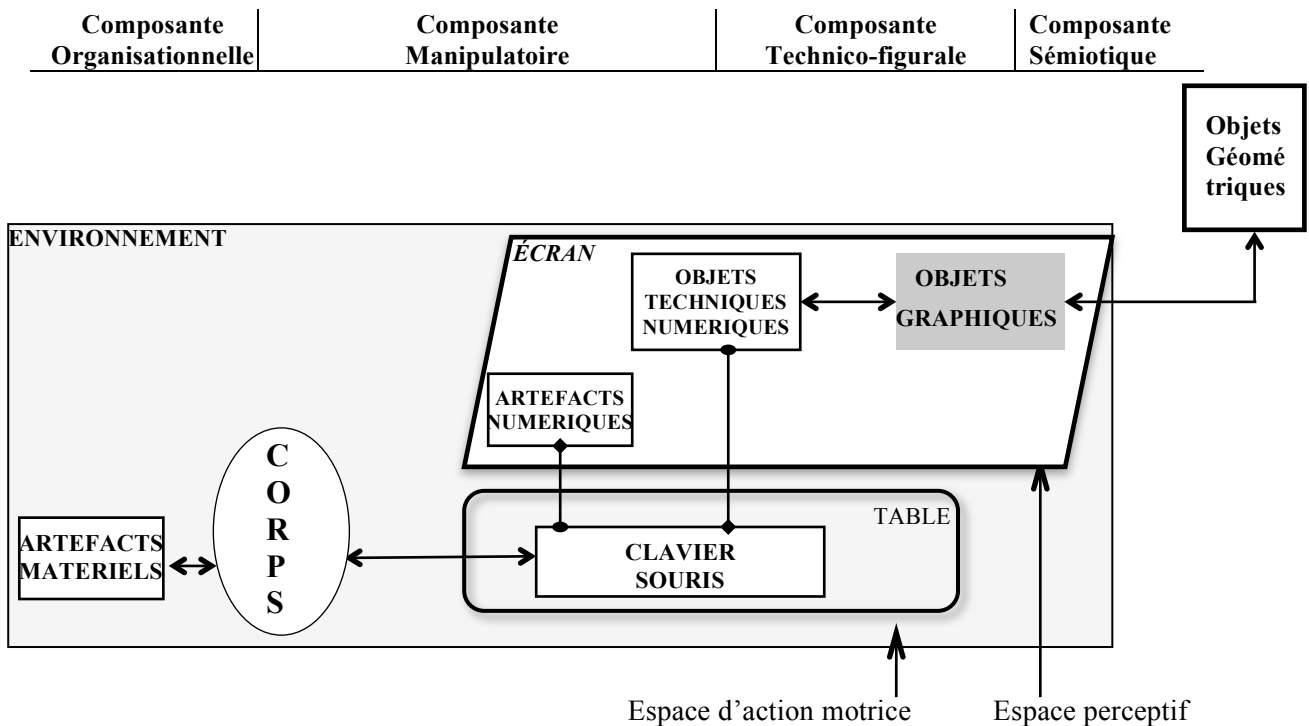 Composante
Organisationnelle
Composante
Manipulatoire
Composante
Technico-figurale
Composante
Sémiotique
Objets
Géomé
triques
ENVIRONNEMENT
ÉCRAN
OBJETS
TECHNIQUES
NUMERIQUES
OBJETS
GRAPHIQUES
ARTEFACTS
NUMERIQUES
C
O
R
P
S
TABLE
ARTEFACTS
MATERIELS
CLAVIER
SOURIS
Espace d’action motrice
Espace perceptif